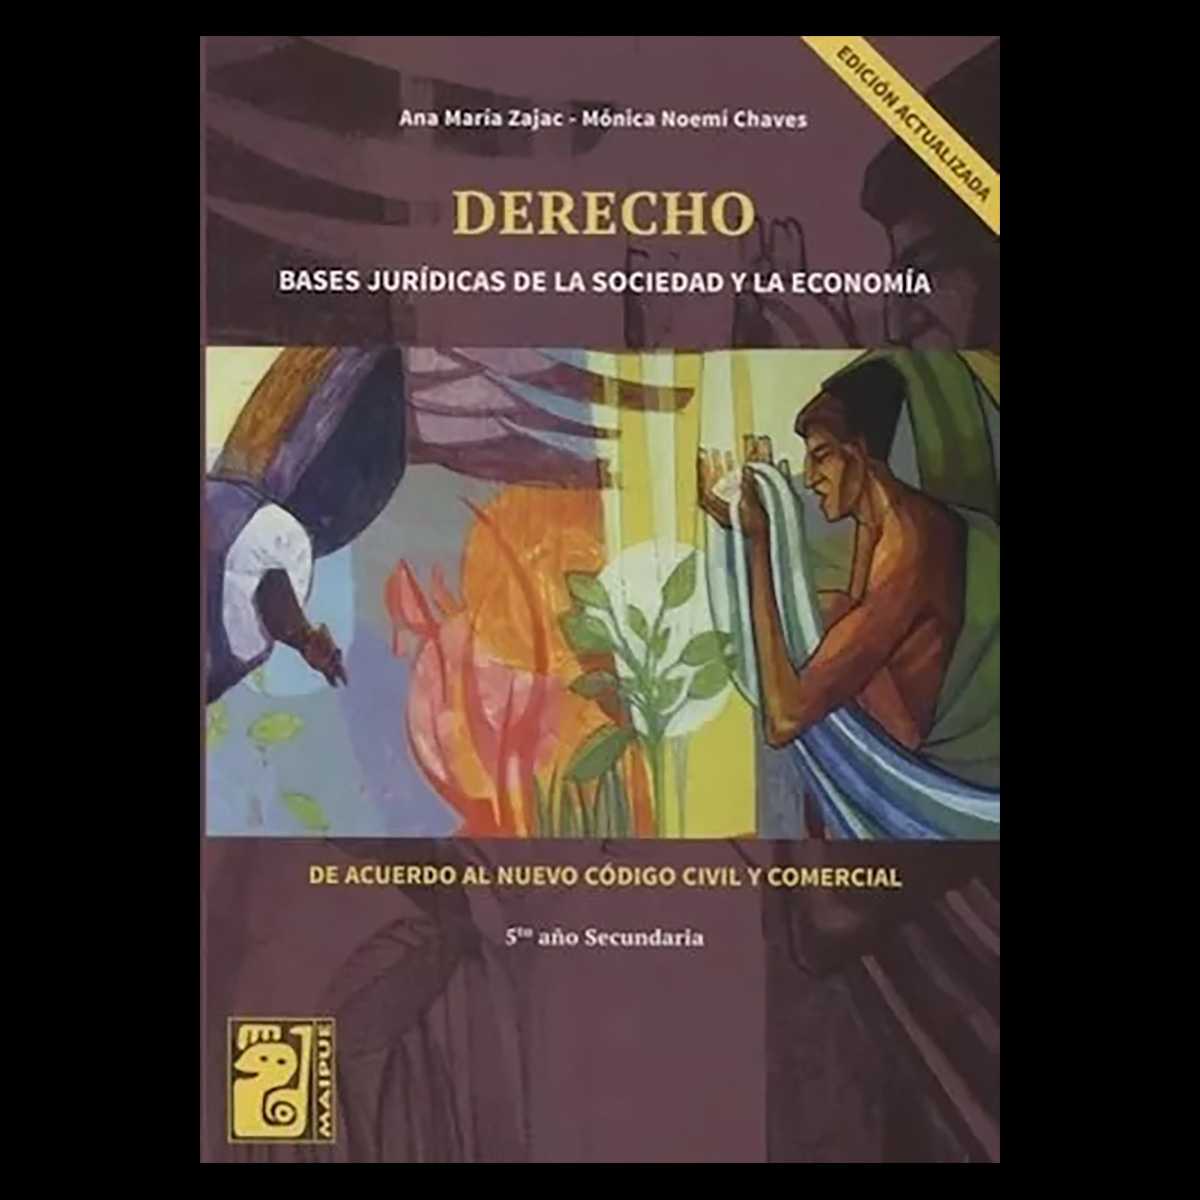 EDICIÓN ACTUALIZADA
Ana María Zajac - Mónica Noemí Chaves
DERECHO
BASES JURÍDICAS DE LA SOCIEDAD Y LA ECONOMÍA
DE ACUERDO AL NUEVO CÓDIGO CIVIL Y COMERCIAL
5to año Secundaria
MAIPUE